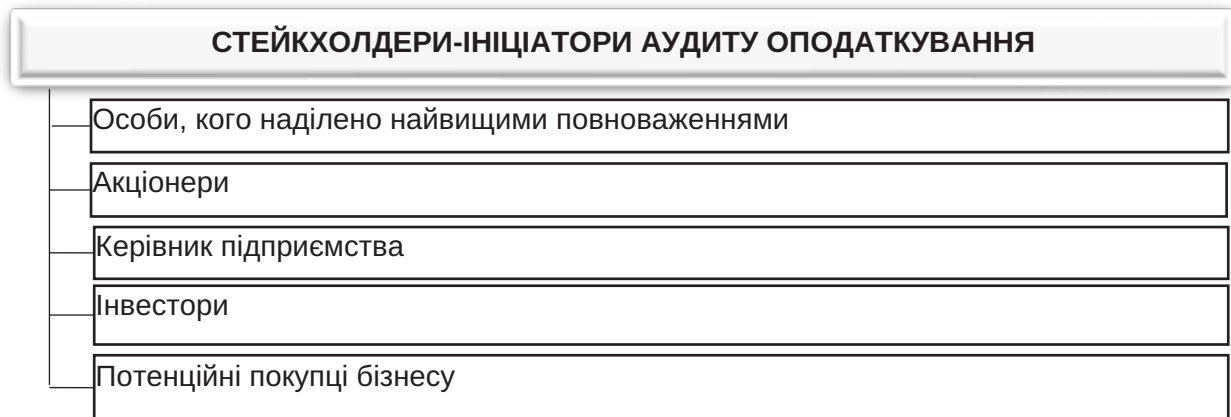 СТЕЙКХОЛДЕРИ-ІНІЦІАТОРИ АУДИТУ ОПОДАТКУВАННЯ
Особи, кого наділено найвищими повноваженнями
Акціонери
Керівник підприємства
Інвестори
Потенційні покупці бізнесу